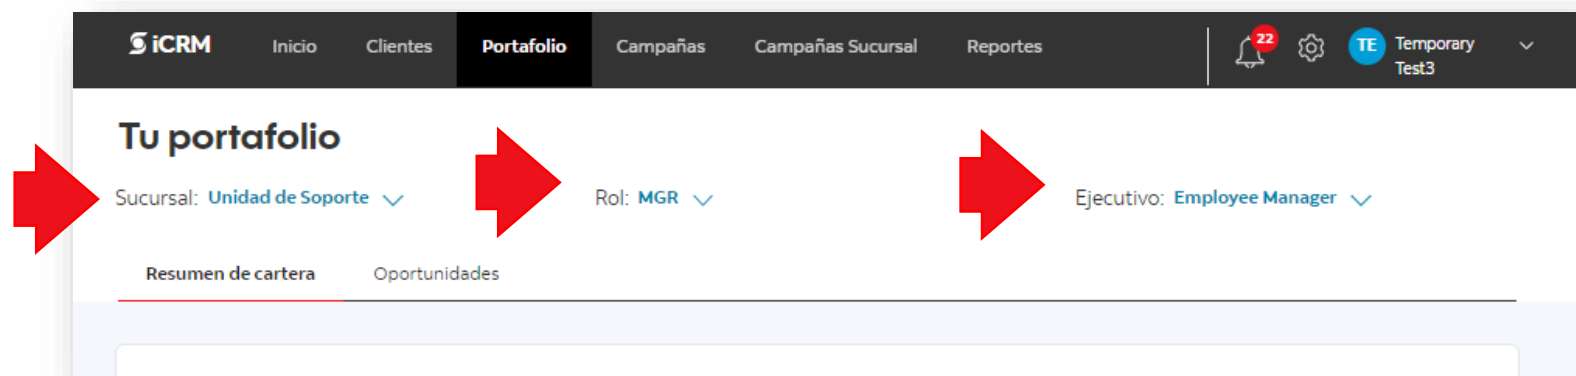 iCRM Inicio Clientes Portafolio Campañas Campañas Sucursal Reportes 22 TE Temporary
Test3
Tu portafolio
Sucursal: Unidad de Soporte Rol: MGR Ejecutivo: Employee Manager
Resumen de cartera Oportunidades